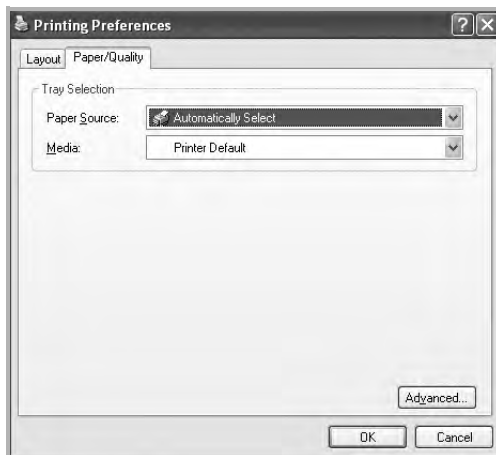 Printing Preferences
Layout Paper/Quality
Tray Selection
Paper Source: Automatically Select
Media: Printer Default
Advanced...
OK Cancel